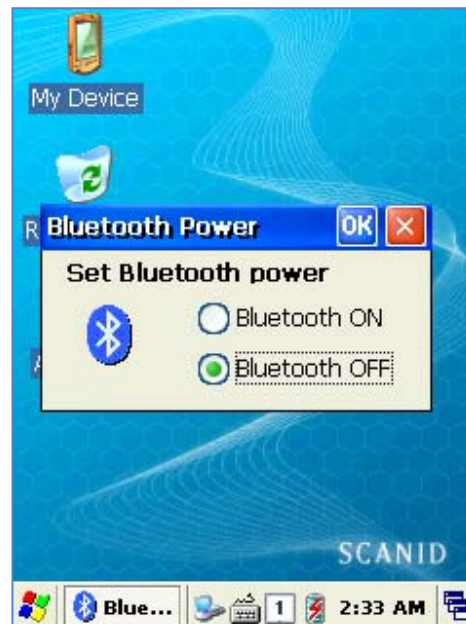 My Device
Bluetooth Power OK
Set Bluetooth power
Bluetooth ON
Bluetooth OFF
SCANID
Blue... 1 2:33 AM